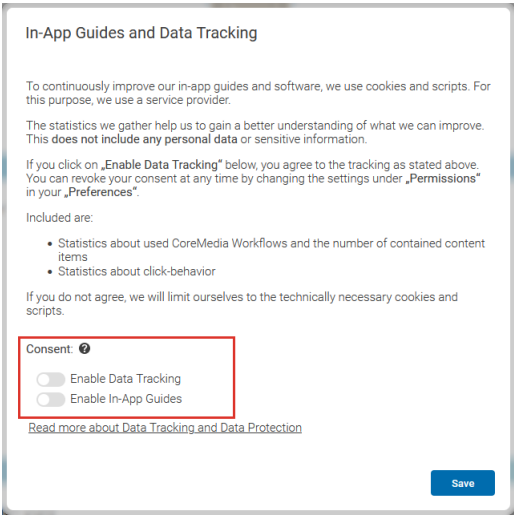 In-App Guides and Data Tracking
To continuously improve our in-app guides and software, we use cookies and scripts. For
this purpose, we use a service provider.
The statistics we gather help us to gain a better understanding of what we can improve.
This does not include any personal data or sensitive information.
If you click on „Enable Data Tracking“ below, you agree to the tracking as stated above.
You can revoke your consent at any time by changing the settings under „Permissions“
in your „Preferences“.
Included are:
• Statistics about used CoreMedia Workflows and the number of contained content
items
• Statistics about click-behavior
If you do not agree, we will limit ourselves to the technically necessary cookies and
scripts.
Consent: ?
Enable Data Tracking
Enable In-App Guides
Read more about Data Tracking and Data Protection
Save